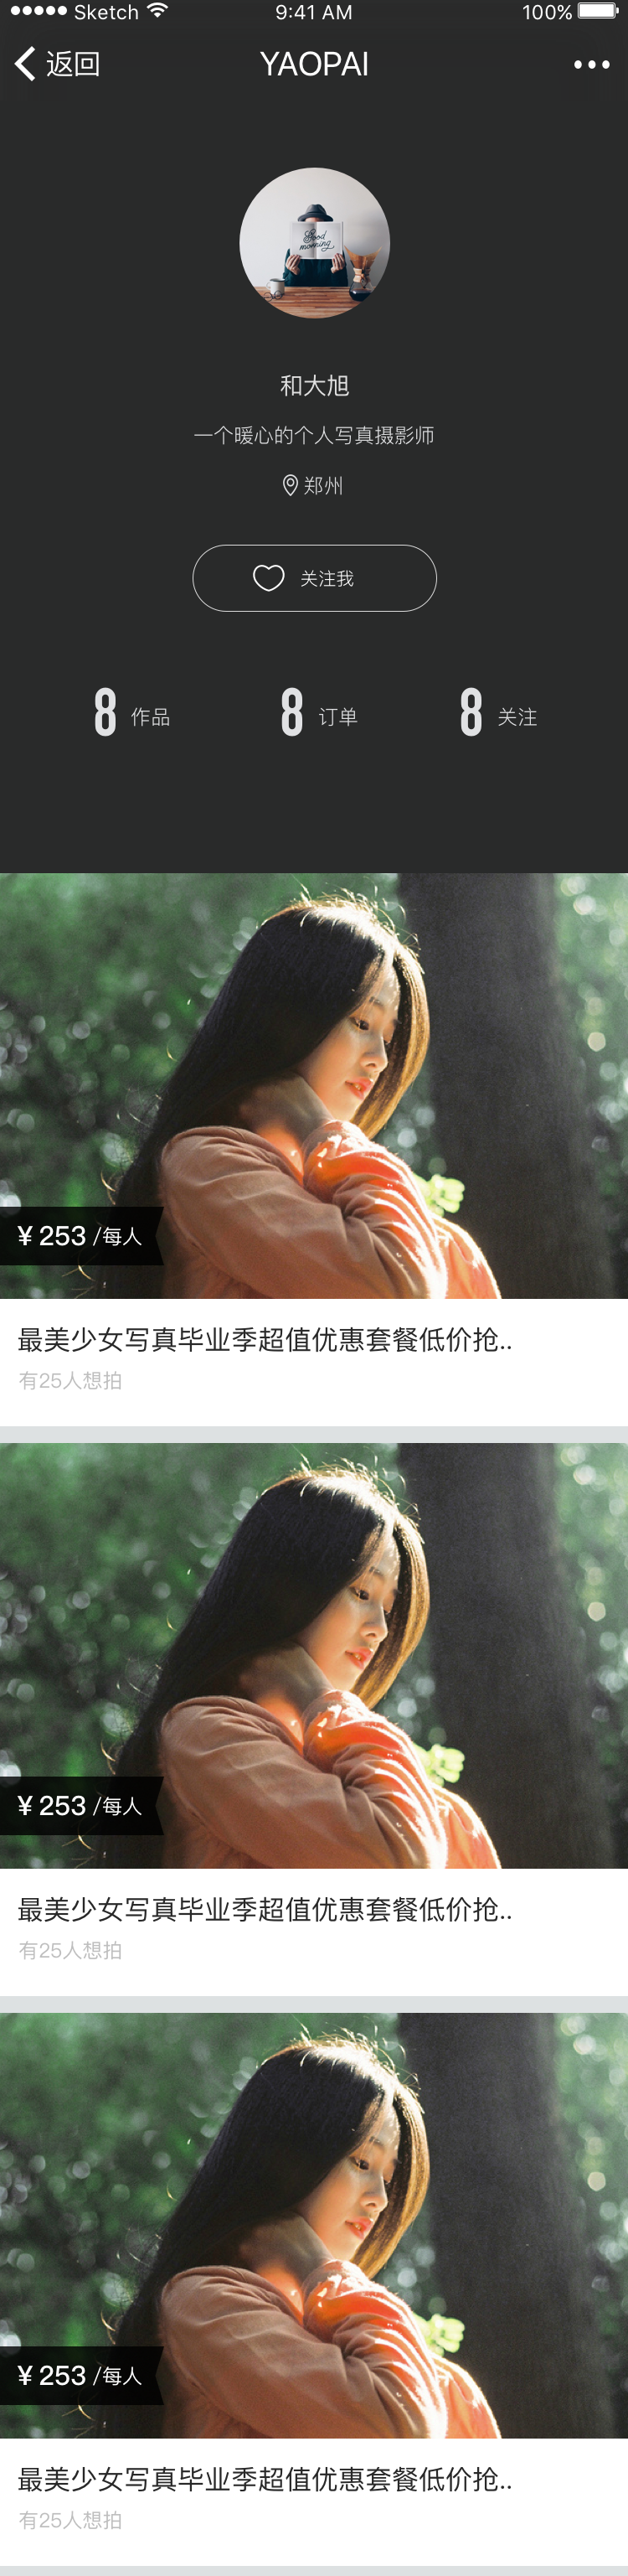 Sketch 9:41 AM 100%
返回 YAOPAI
Good
morning
和大旭
一个暖心的个人写真摄影师
郑州
关注我
8 作品 8 订单 8 关注
¥ 253 /每人
最美少女写真毕业季超值优惠套餐低价抢..
有25人想拍
¥ 253 /每人
最美少女写真毕业季超值优惠套餐低价抢..
有25人想拍
¥ 253 /每人
最美少女写真毕业季超值优惠套餐低价抢..
有25人想拍